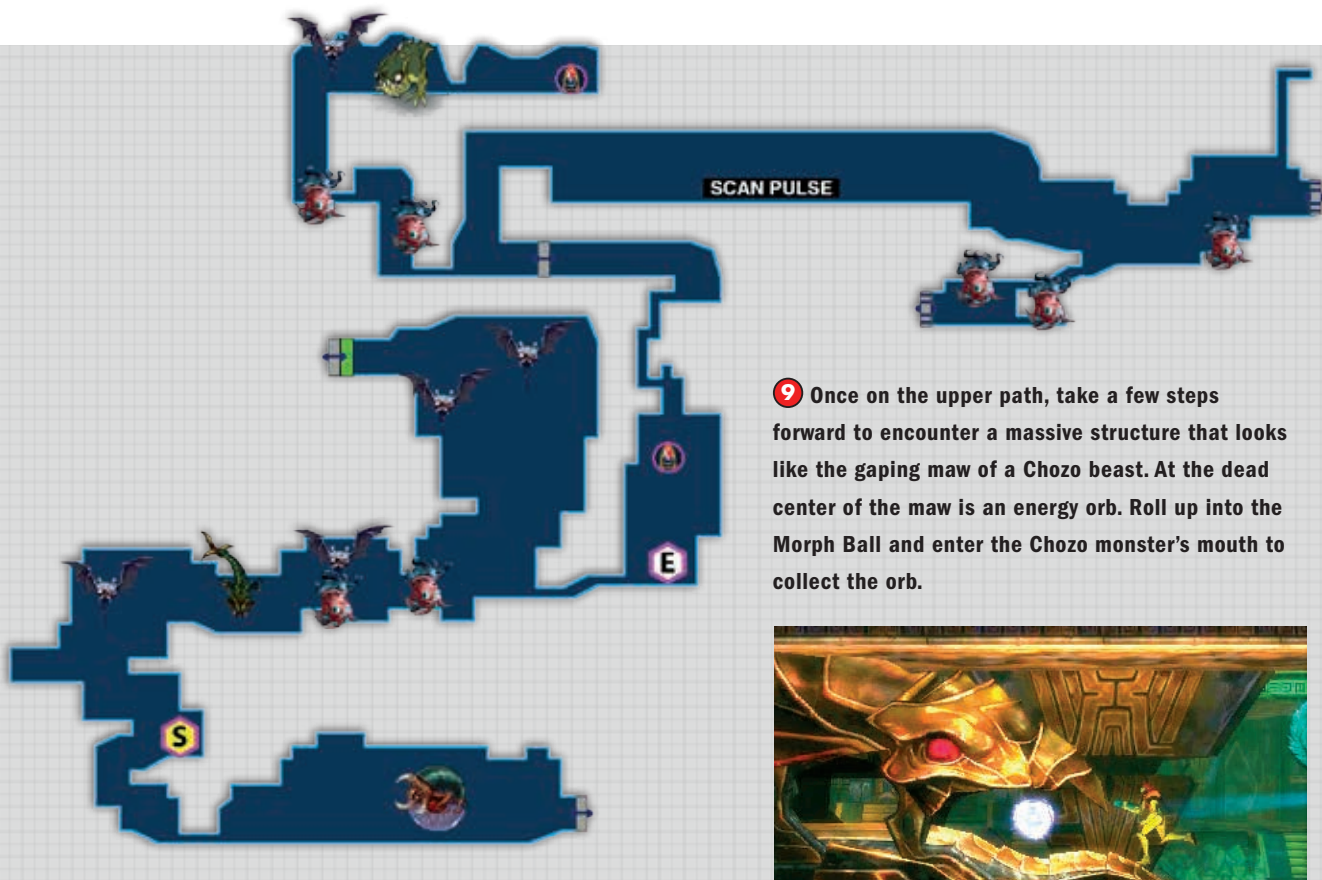 SCAN PULSE
E
S
9 Once on the upper path, take a few steps
forward to encounter a massive structure that looks
like the gaping maw of a Chozo beast. At the dead
center of the maw is an energy orb. Roll up into the
Morph Ball and enter the Chozo monster’s mouth to
collect the orb.